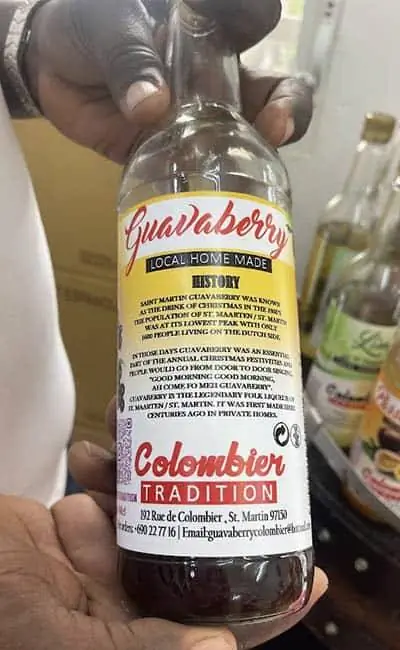 Guavaberry
LOCAL HOME MADE
HISTORY
SAINT MARTIN GUAVABERRY WAS KNOWN
AS THE DRINK OF CHRISTMAS IN THE
THE POPULATION OF ST. MAARTEN / ST. MARTIN
WAS AT ITS LOWEST PEAK WITH ONLY
1600 PEOPLE LIVING ON THE DUTCH SIDE.
IN THOSE DAYS GUAVABERRY WAS AN ESSENTIAL
PART OF THE ANNUAL CHRISTMAS FESTIVITIES AND
PEOPLE WOULD GO FROM DOOR TO DOOR SINGING,
"GOOD MORNING GOOD MORNING,
AH COME FO MEH GUAVABERRY".
GUAVABERRY IS THE LEGENDARY FOLK LIQUEUR OF
ST. MAARTEN / ST. MARTIN. IT WAS FIRST MADE
CENTURIES AGO IN PRIVATE HOMES.
Colombier
TRADITION
192 Rue de Colombier , St. Martin 97150
+690 22 77 16 | Email:guavaberrycolombier@